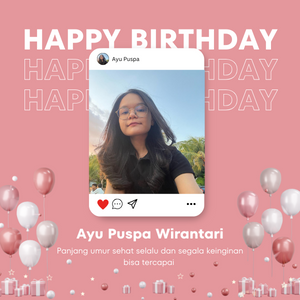 HAPPY BIRTHDAY
HAPPY BIRTHDAY
HAPPY BIRTHDAY
Ayu Puspa
Ayu Puspa Wirantari
Panjang umur sehat selalu dan segala keinginan
bisa tercapai